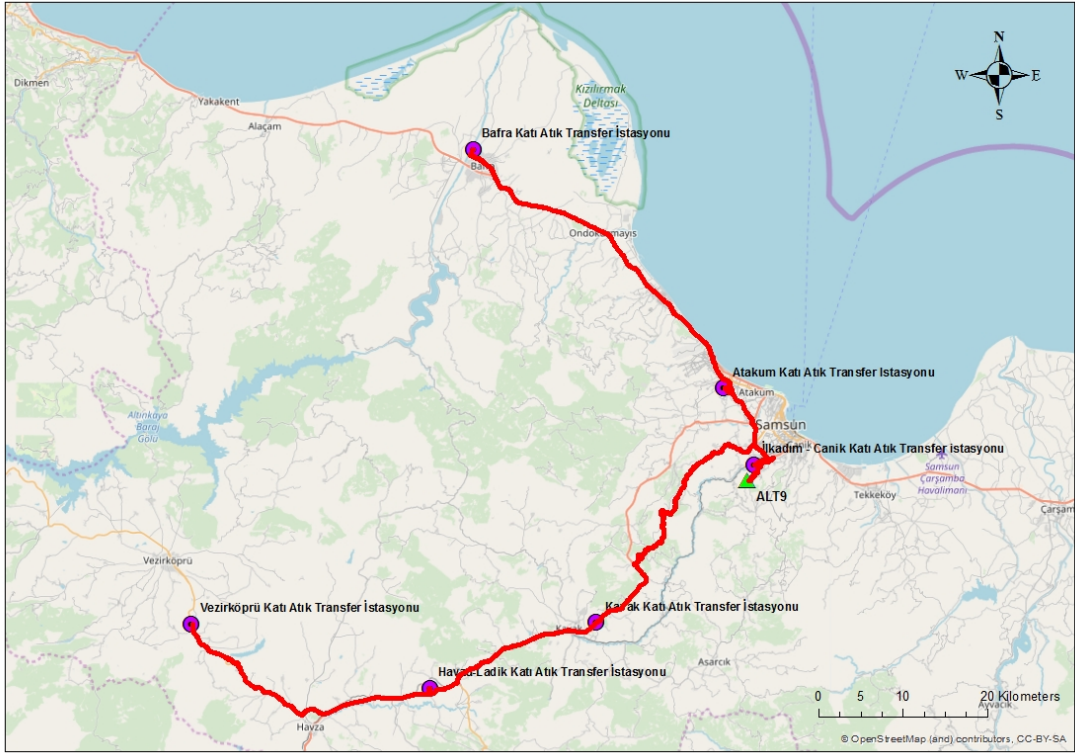 N
W
E
S
Dikmen
Yakakent
Alaçam
Kızılırmak
Deltası
Bafra Katı Atık Transfer İstasyonu
Ondokuzmayıs
Atakum Katı Atık Transfer İstasyonu
Atakum
Samsun
İlkadım - Canik Katı Atık Transfer istasyonu
Altınkaya
Baraj
Gölü
Samsun
Çarşamba
Havalimanı
ALT9
Tekkeköy
Çarşam
Vezirköprü
Vezirköprü Katı Atık Transfer İstasyonu
Kavak Katı Atık Transfer İstasyonu
Havza-Ladik Katı Atık Transfer İstasyonu
Asarcık
Havza
0 5 10 20 Kilometers
Ayvacık
© OpenStreetMap (and) contributors, CC-BY-SA